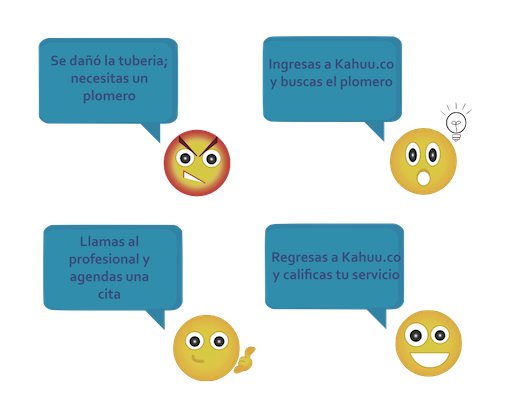 Se dañó la tuberia;
necesitas un
plomero
Ingresas a Kahuu.co
y buscas el plomero
Llamas al
profesional y
agendas una
cita
Regresas a Kahuu.co
y calificas tu servicio